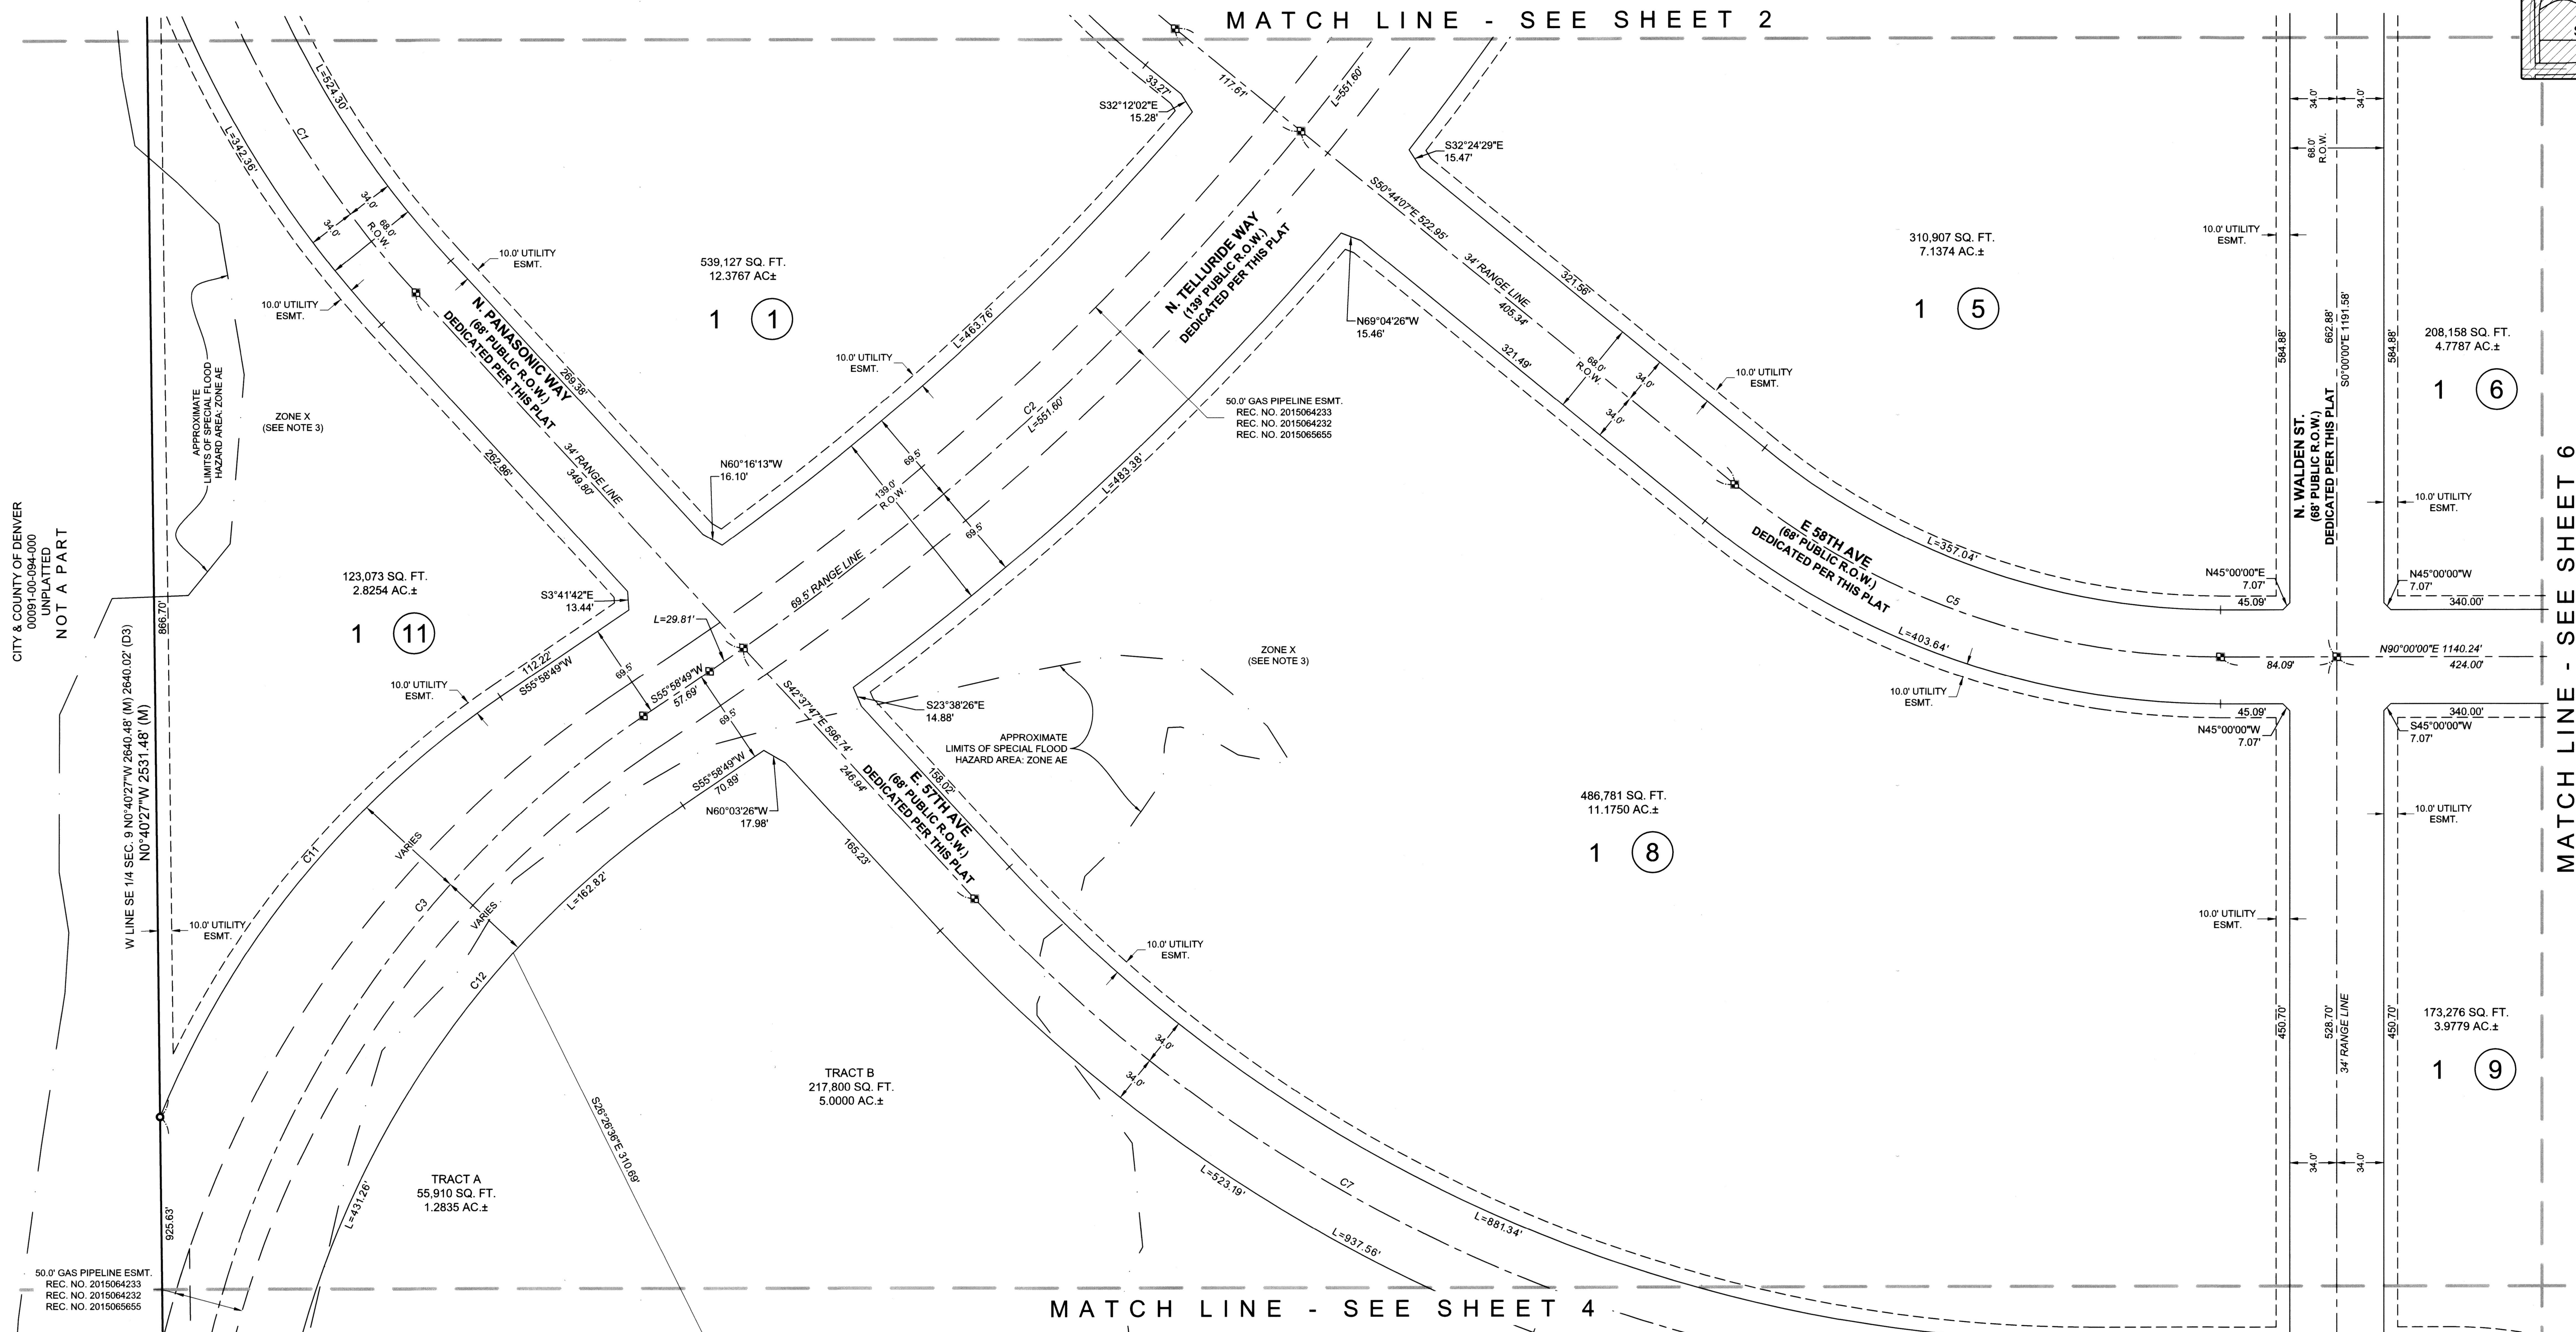 MATCH LINE - SEE SHEET 2
L=524.30'
C1
L=342.36'
34.0'
34.0'
68.0'
R.O.W.
10.0' UTILITY
ESMT.
10.0' UTILITY
ESMT.
APPROXIMATE
LIMITS OF SPECIAL FLOOD
HAZARD AREA: ZONE AE
ZONE X
(SEE NOTE 3)
N. PANASONIC WAY
(68' PUBLIC R.O.W.)
DEDICATED PER THIS PLAT
269.38'
262.86'
34' RANGE LINE
349.80'
539,127 SQ. FT.
12.3767 AC±
1 1
33.27'
S32°12'02"E
15.28'
117.61'
L=551.60'
S32°24'29"E
15.47'
S50°44'07"E 522.95'
34' RANGE LINE
405.34'
N. TELLURIDE WAY
(139' PUBLIC R.O.W.)
DEDICATED PER THIS PLAT
L=463.76'
10.0' UTILITY
ESMT.
N69°04'26"W
15.46'
321.56'
321.49'
68.0'
R.O.W.
34.0'
34.0'
10.0' UTILITY
ESMT.
C2
L=551.60'
50.0' GAS PIPELINE ESMT.
REC. NO. 2015064233
REC. NO. 2015064232
REC. NO. 2015065655
L=483.38'
N60°16'13"W
16.10'
139.0'
R.O.W.
69.5'
69.5'
69.5' RANGE LINE
310,907 SQ. FT.
7.1374 AC.±
1 5
34.0'
34.0'
68.0'
R.O.W.
10.0' UTILITY
ESMT.
584.88'
662.88'
S0°00'00"E 1191.58'
584.88'
208,158 SQ. FT.
4.7787 AC.±
1 6
N. WALDEN ST.
(68' PUBLIC R.O.W.)
DEDICATED PER THIS PLAT
10.0' UTILITY
ESMT.
MATCH LINE - SEE SHEET 6
CITY & COUNTY OF DENVER
00091-000-094-000
UNPLATTED
NOT A PART
866.70'
W LINE SE 1/4 SEC. 9 N0°40'27"W 2640.48' (M) 2640.02' (D3)
N0°40'27"W 2531.48' (M)
123,073 SQ. FT.
2.8254 AC.±
1 11
S3°41'42"E
13.44'
112.22'
S55°58'49"W
10.0' UTILITY
ESMT.
69.5'
L=29.81'
S55°58'49"W
57.69'
69.5'
S42°37'47"E 596.74'
246.94'
S23°38'26"E
14.88'
ZONE X
(SEE NOTE 3)
APPROXIMATE
LIMITS OF SPECIAL FLOOD
HAZARD AREA: ZONE AE
E 58TH AVE
(68' PUBLIC R.O.W.)
DEDICATED PER THIS PLAT
L=357.04'
C5
L=403.64'
10.0' UTILITY
ESMT.
N45°00'00"E
7.07'
45.09'
N45°00'00"W
7.07'
340.00'
84.09'
N90°00'00"E 1140.24'
424.00'
45.09'
N45°00'00"W
7.07'
340.00'
S45°00'00"W
7.07'
S55°58'49"W
70.89'
N60°03'26"W
17.98'
158.02'
E. 57TH AVE
(68' PUBLIC R.O.W.)
DEDICATED PER THIS PLAT
165.23'
486,781 SQ. FT.
11.1750 AC.±
1 8
10.0' UTILITY
ESMT.
C11
VARIES
C3
VARIES
L=162.82'
C12
10.0' UTILITY
ESMT.
10.0' UTILITY
ESMT.
10.0' UTILITY
ESMT.
450.70'
528.70'
34' RANGE LINE
450.70'
173,276 SQ. FT.
3.9779 AC.±
1 9
34.0'
34.0'
34.0'
34.0'
TRACT B
217,800 SQ. FT.
5.0000 AC.±
S26°26'36"E 310.69'
TRACT A
55,910 SQ. FT.
1.2835 AC.±
L=431.26'
925.63'
L=523.19'
C7
L=937.56'
L=881.34'
50.0' GAS PIPELINE ESMT.
REC. NO. 2015064233
REC. NO. 2015064232
REC. NO. 2015065655
MATCH LINE - SEE SHEET 4